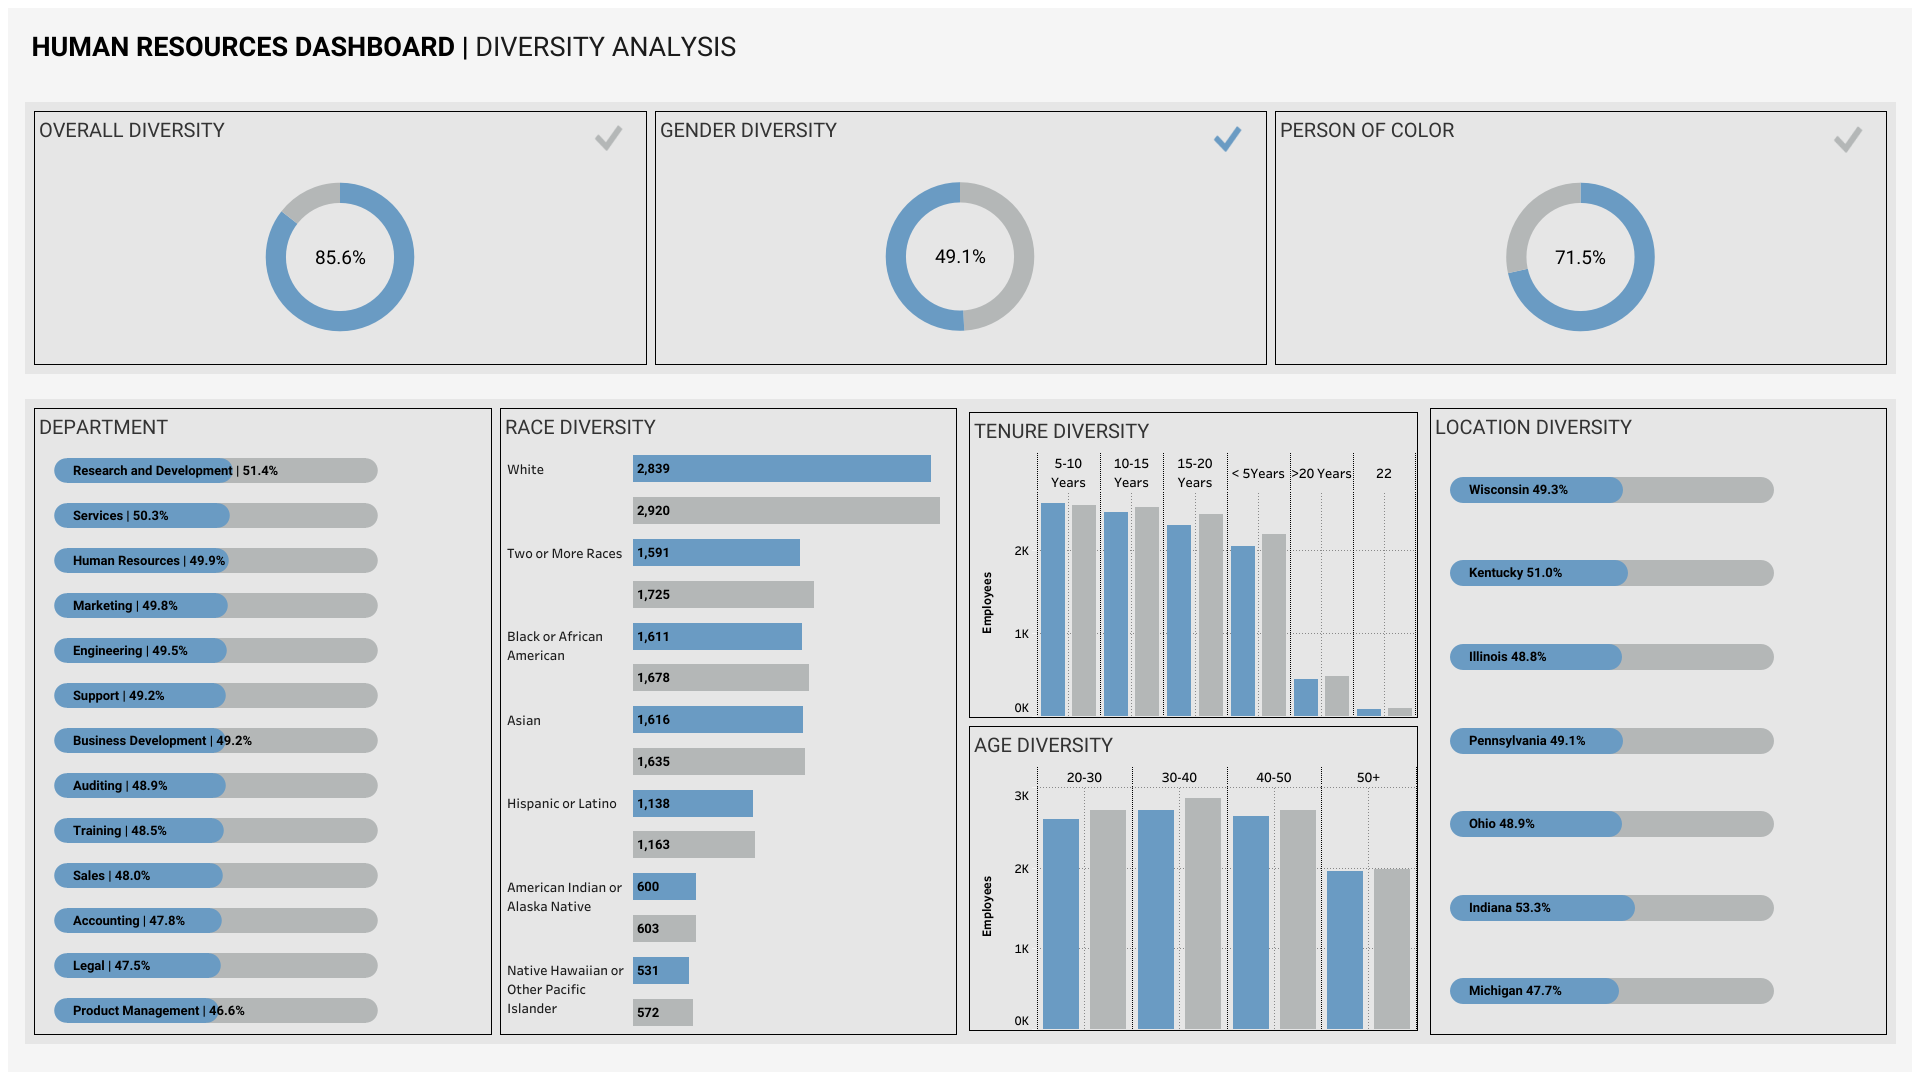 HUMAN RESOURCES DASHBOARD | DIVERSITY ANALYSIS
OVERALL DIVERSITY
85.6%
GENDER DIVERSITY
49.1%
PERSON OF COLOR
71.5%
DEPARTMENT
Research and Development | 51.4%
Services | 50.3%
Human Resources | 49.9%
Marketing | 49.8%
Engineering | 49.5%
Support | 49.2%
Business Development | 49.2%
Auditing | 48.9%
Training | 48.5%
Sales | 48.0%
Accounting | 47.8%
Legal | 47.5%
Product Management | 46.6%
RACE DIVERSITY
White
2,839
2,920
Two or More Races
1,591
1,725
Black or African
American
1,611
1,678
Asian
1,616
1,635
Hispanic or Latino
1,138
1,163
American Indian or
Alaska Native
600
603
Native Hawaiian or
Other Pacific
Islander
531
572
TENURE DIVERSITY
5-10
Years
10-15
Years
15-20
Years
< 5Years
>20 Years
22
2K
1K
0K
Employees
AGE DIVERSITY
20-30
30-40
40-50
50+
3K
2K
1K
0K
Employees
LOCATION DIVERSITY
Wisconsin 49.3%
Kentucky 51.0%
Illinois 48.8%
Pennsylvania 49.1%
Ohio 48.9%
Indiana 53.3%
Michigan 47.7%